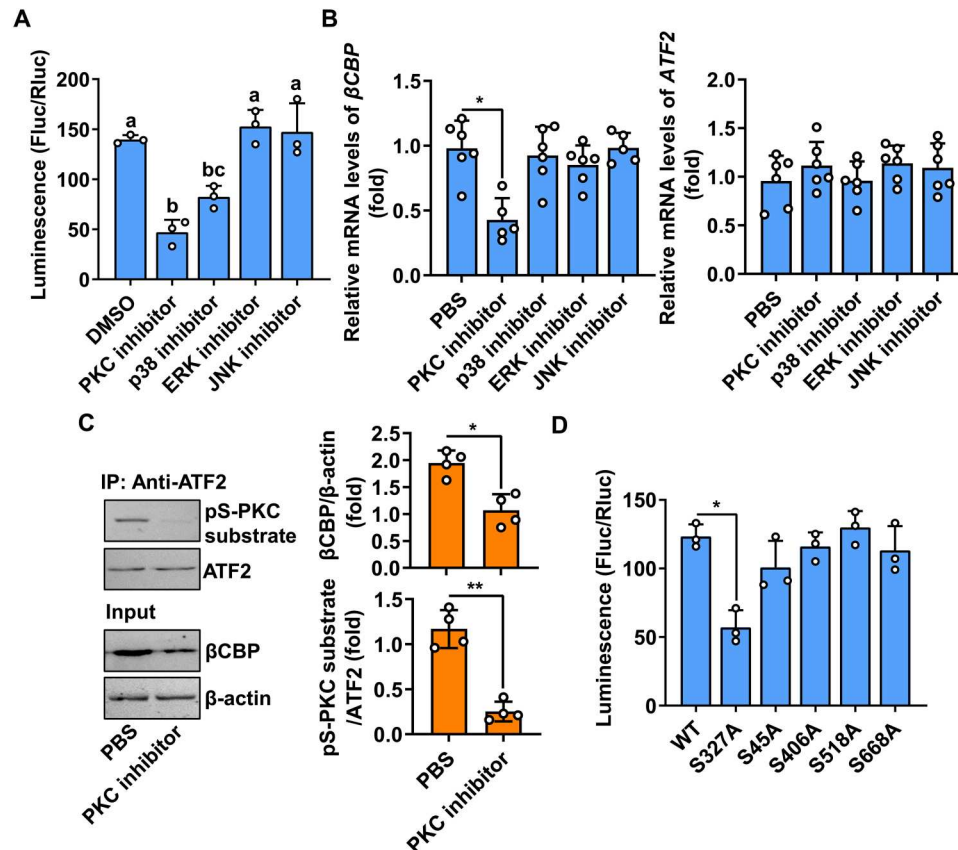 A
Luminescence (Fluc/Rluc)
200
150
100
50
0
a
b
bc
a
a
DMSO
PKC inhibitor
p38 inhibitor
ERK inhibitor
JNK inhibitor
B
Relative mRNA levels of βCBP
(fold)
1.5
1.0
0.5
0.0
*
PBS
PKC inhibitor
p38 inhibitor
ERK inhibitor
JNK inhibitor
Relative mRNA levels of ATF2
(fold)
2.0
1.5
1.0
0.5
0.0
PBS
PKC inhibitor
p38 inhibitor
ERK inhibitor
JNK inhibitor
C
IP: Anti-ATF2
pS-PKC
substrate
ATF2
Input
βCBP
β-actin
PBS
PKC inhibitor
βCBP/β-actin
(fold)
2.5
2.0
1.5
1.0
0.5
0.0
*
pS-PKC substrate
/ATF2 (fold)
1.5
1.0
0.5
0.0
**
PBS
PKC inhibitor
D
Luminescence (Fluc/Rluc)
150
100
50
0
*
WT
S327A
S45A
S406A
S518A
S668A